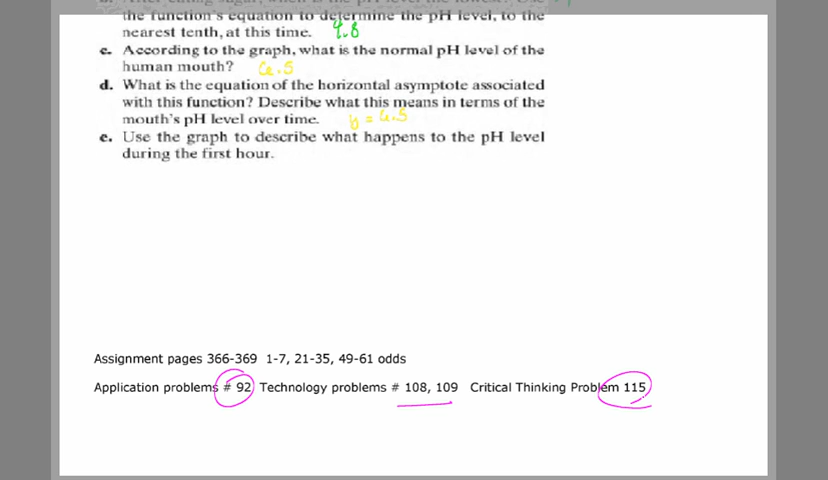 the function's equation to determine the pH level, to the
nearest tenth, at this time. 4.8
c. According to the graph, what is the normal pH level of the
human mouth? 6.5
d. What is the equation of the horizontal asymptote associated
with this function? Describe what this means in terms of the
mouth's pH level over time. y = 6.5
e. Use the graph to describe what happens to the pH level
during the first hour.
Assignment pages 366-369 1-7, 21-35, 49-61 odds
Application problems # 92 Technology problems # 108, 109 Critical Thinking Problem 115